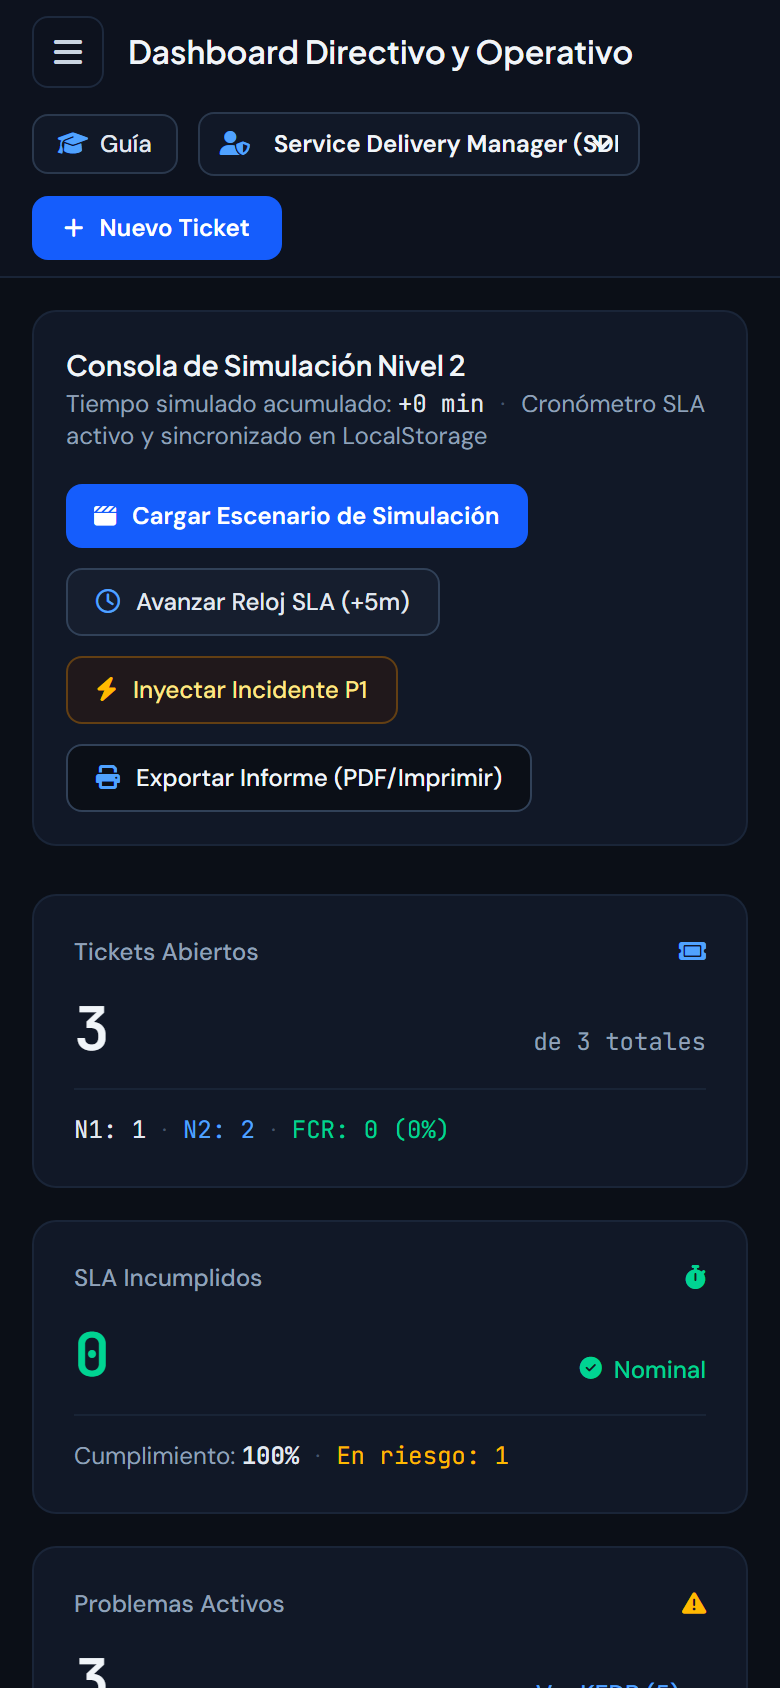 Dashboard Directivo y Operativo
Guía
Service Delivery Manager
Nuevo Ticket
Consola de Simulación Nivel 2
Tiempo simulado acumulado: +0 min · Cronómetro SLA
activo y sincronizado en LocalStorage
Cargar Escenario de Simulación
Avanzar Reloj SLA (+5m)
Inyectar Incidente P1
Exportar Informe (PDF/Imprimir)
Tickets Abiertos
3
de 3 totales
N1: 1 · N2: 2 · FCR: 0 (0%)
SLA Incumplidos
0
Nominal
Cumplimiento: 100% · En riesgo: 1
Problemas Activos
3